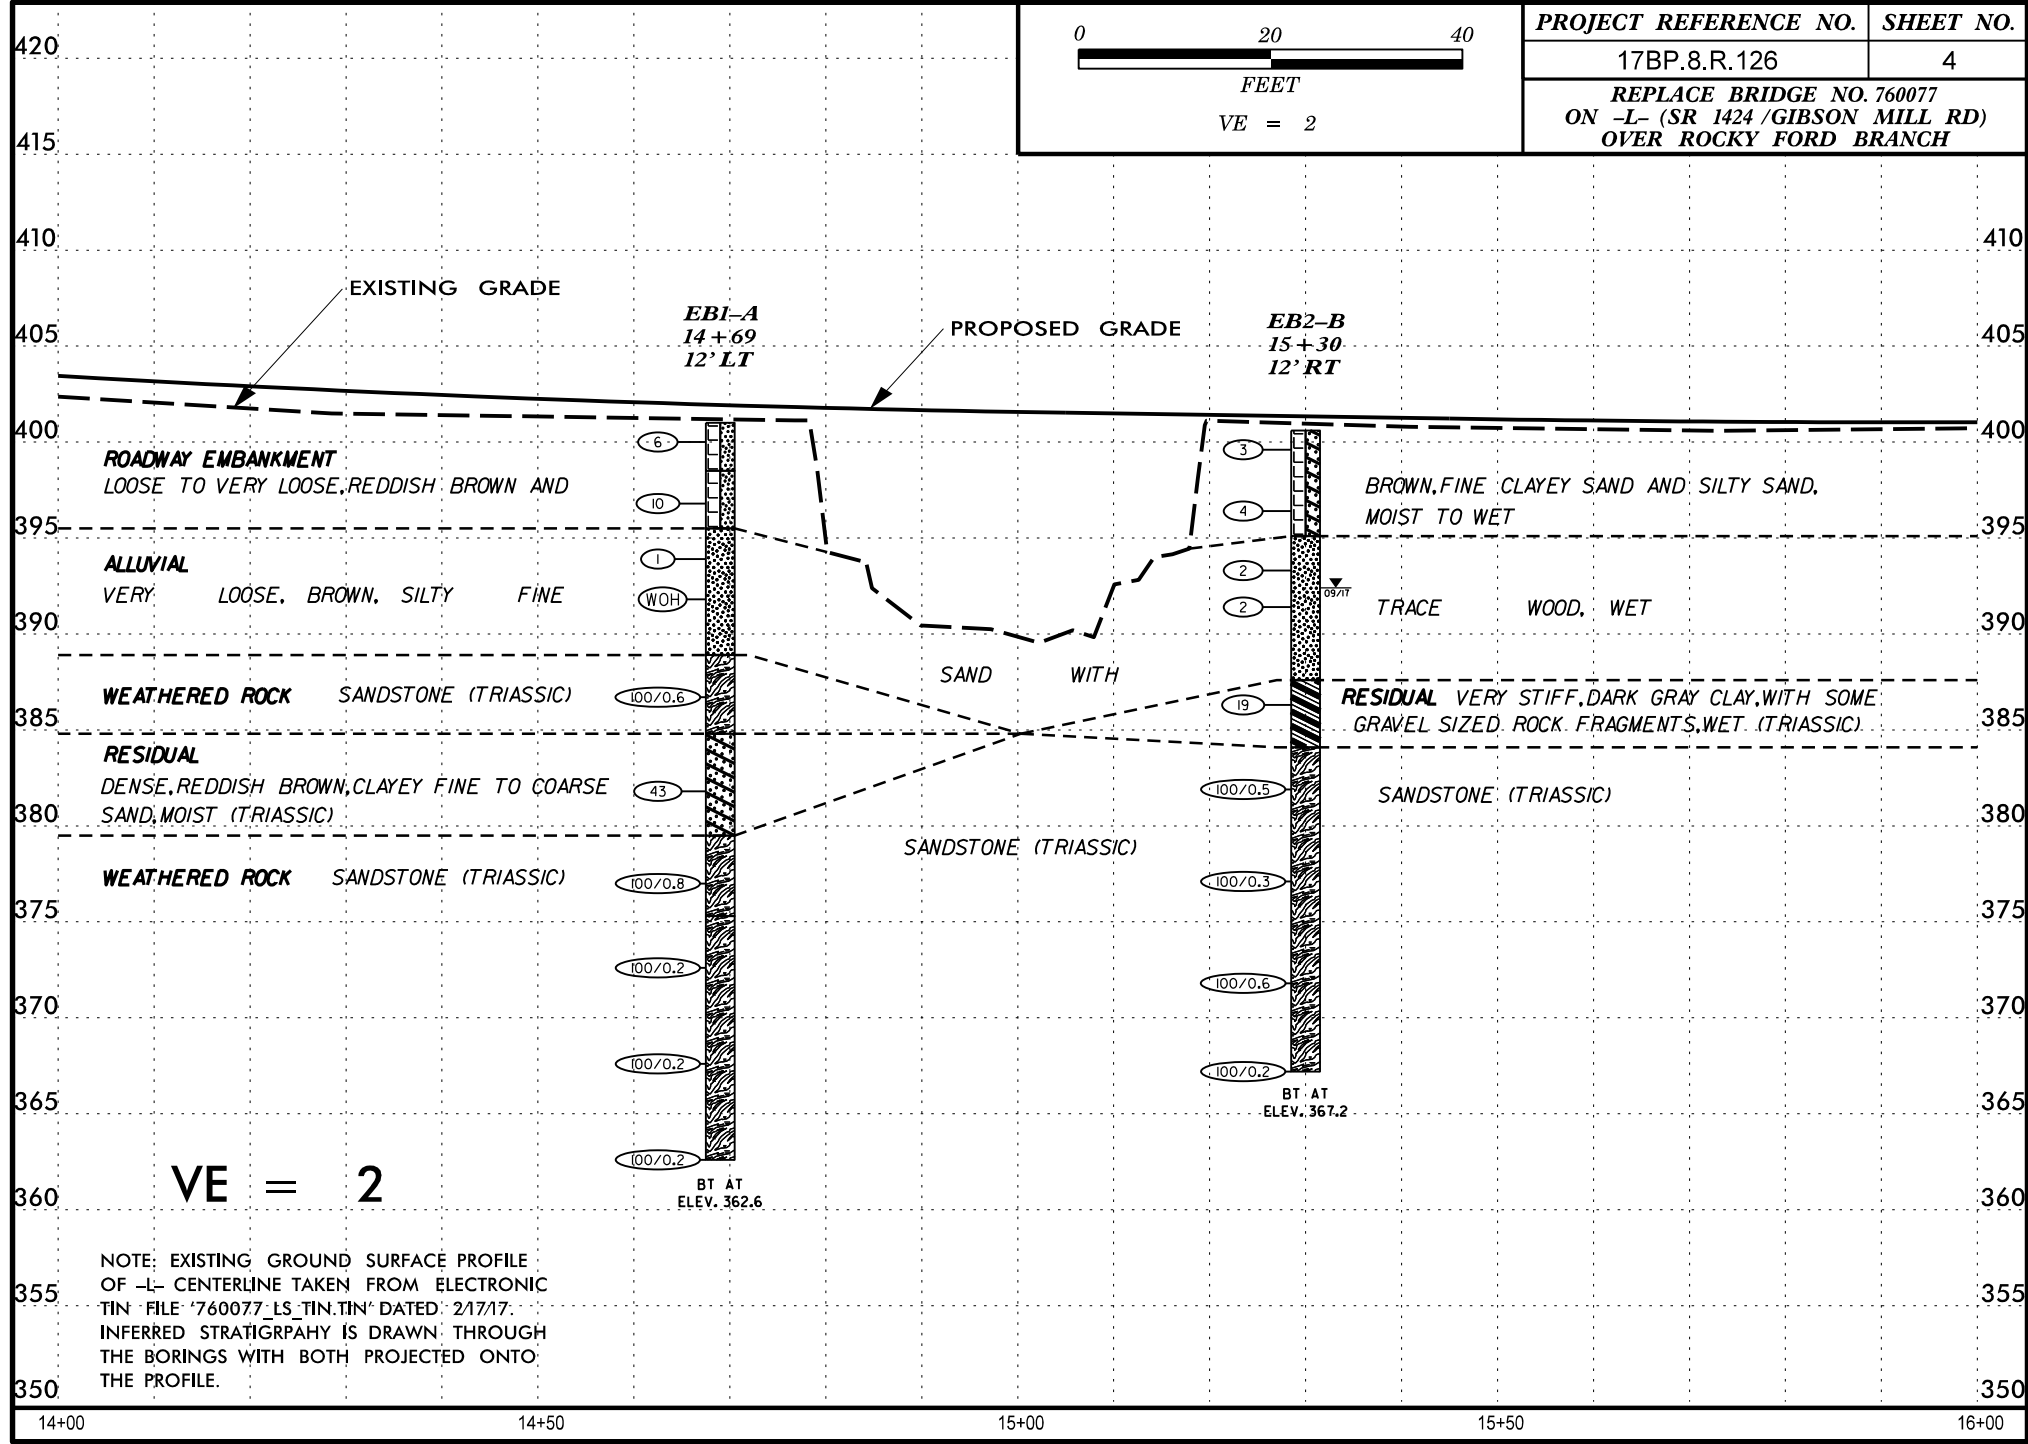 PROJECT REFERENCE NO. SHEET NO.
17BP.8.R.126 4
REPLACE BRIDGE NO. 760077
ON -L- (SR 1424 /GIBSON MILL RD)
OVER ROCKY FORD BRANCH
0 20 40
FEET
VE = 2
420
415
410 410
405 405
400 400
395 395
390 390
385 385
380 380
375 375
370 370
365 365
360 360
355 355
350 350
EXISTING GRADE
PROPOSED GRADE
EB1-A
14+69
12' LT
EB2-B
15+30
12' RT
ROADWAY EMBANKMENT
LOOSE TO VERY LOOSE, REDDISH BROWN AND
BROWN, FINE CLAYEY SAND AND SILTY SAND,
MOIST TO WET
ALLUVIAL
VERY LOOSE, BROWN, SILTY FINE
SAND WITH
TRACE WOOD, WET
WEATHERED ROCK SANDSTONE (TRIASSIC)
RESIDUAL VERY STIFF, DARK GRAY CLAY, WITH SOME
GRAVEL SIZED ROCK FRAGMENTS, WET (TRIASSIC)
RESIDUAL
DENSE, REDDISH BROWN, CLAYEY FINE TO COARSE
SAND, MOIST (TRIASSIC)
WEATHERED ROCK SANDSTONE (TRIASSIC)
SANDSTONE (TRIASSIC)
SANDSTONE (TRIASSIC)
6
10
1
WOH
100/0.6
43
100/0.8
100/0.2
100/0.2
100/0.2
BT AT
ELEV. 362.6
3
4
2
2
09/17
19
100/0.5
100/0.3
100/0.6
100/0.2
BT AT
ELEV. 367.2
VE = 2
NOTE: EXISTING GROUND SURFACE PROFILE
OF -L- CENTERLINE TAKEN FROM ELECTRONIC
TIN FILE '760077_LS_TIN.TIN' DATED 2/17/17.
INFERRED STRATIGRPAHY IS DRAWN THROUGH
THE BORINGS WITH BOTH PROJECTED ONTO
THE PROFILE.
14+00 14+50 15+00 15+50 16+00